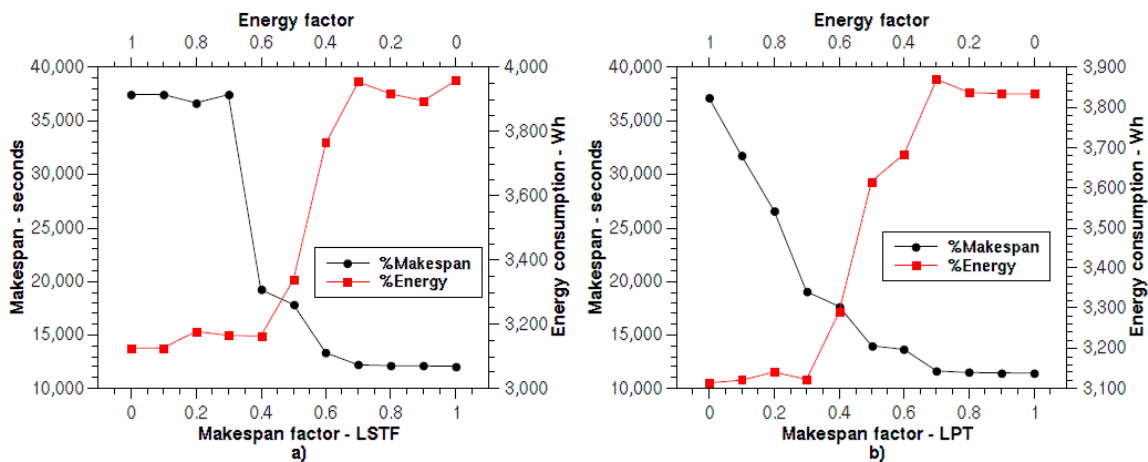 Energy factor
1 0.8 0.6 0.4 0.2 0
40,000 4,000
35,000 3,800
30,000 3,600
25,000
20,000 3,400
15,000 3,200
10,000 3,000
Makespan - seconds
Energy consumption - Wh
%Makespan
%Energy
0 0.2 0.4 0.6 0.8 1
Makespan factor - LSTF
a)
Energy factor
1 0.8 0.6 0.4 0.2 0
40,000 3,900
35,000 3,800
30,000 3,700
3,600
25,000 3,500
20,000 3,400
3,300
15,000 3,200
10,000 3,100
Makespan - seconds
Energy consumption - Wh
%Makespan
%Energy
0 0.2 0.4 0.6 0.8 1
Makespan factor - LPT
b)